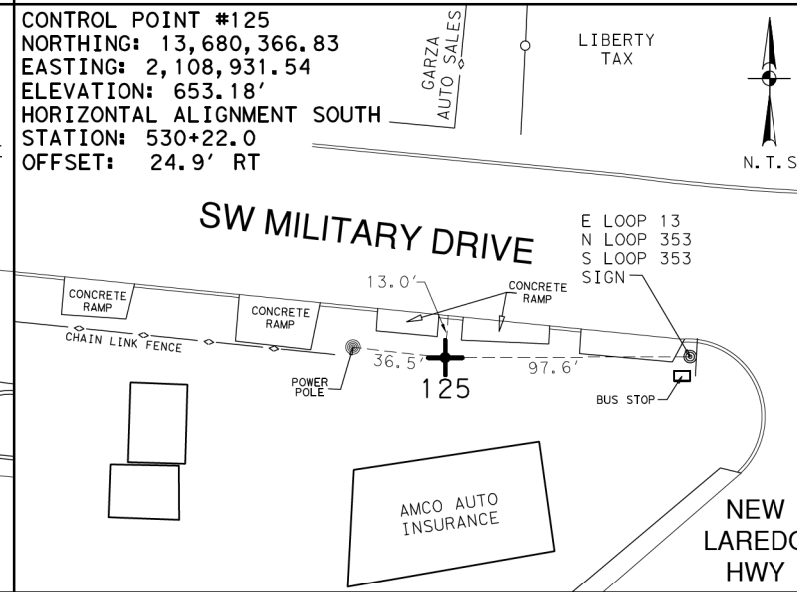 CONTROL POINT #125
NORTHING: 13,680,366.83
EASTING: 2,108,931.54
ELEVATION: 653.18'
HORIZONTAL ALIGNMENT SOUTH
STATION: 530+22.0
OFFSET: 24.9' RT
GARZA
AUTO SALES
LIBERTY
TAX
N.T.S
SW MILITARY DRIVE
E LOOP 13
N LOOP 353
S LOOP 353
SIGN
13.0'
CONCRETE
RAMP
CONCRETE
RAMP
CONCRETE
RAMP
CHAIN LINK FENCE
POWER
POLE
36.5'
125
97.6'
BUS STOP
AMCO AUTO
INSURANCE
NEW
LAREDO
HWY